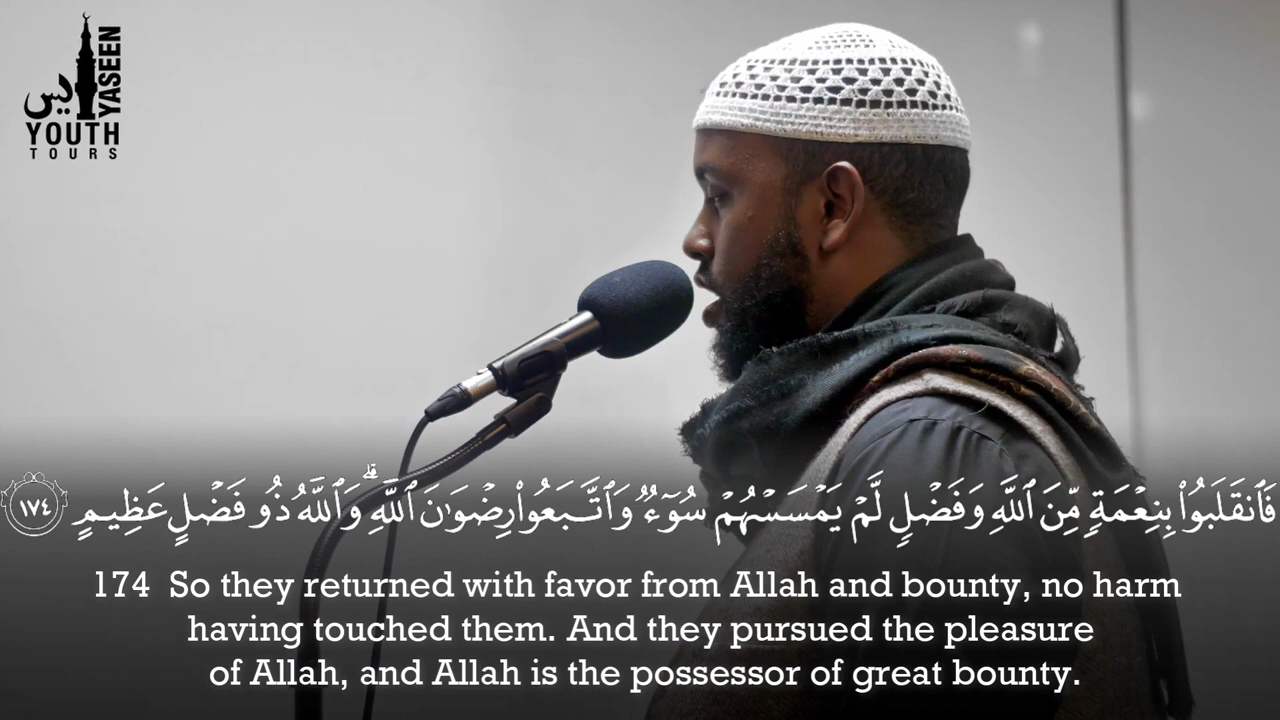 يس
YASEEN
YOUTH
TOURS
فَٱنقَلَبُوا۟ بِنِعْمَةٍ مِّنَ ٱللَّهِ وَفَضْلٍ لَّمْ يَمْسَسْهُمْ سُوٓءٌ وَٱتَّبَعُوا۟ رِضْوَٰنَ ٱللَّهِ ۗ وَٱللَّهُ ذُو فَضْلٍ عَظِيمٍ ١٧٤
174 So they returned with favor from Allah and bounty, no harm
having touched them. And they pursued the pleasure
of Allah, and Allah is the possessor of great bounty.